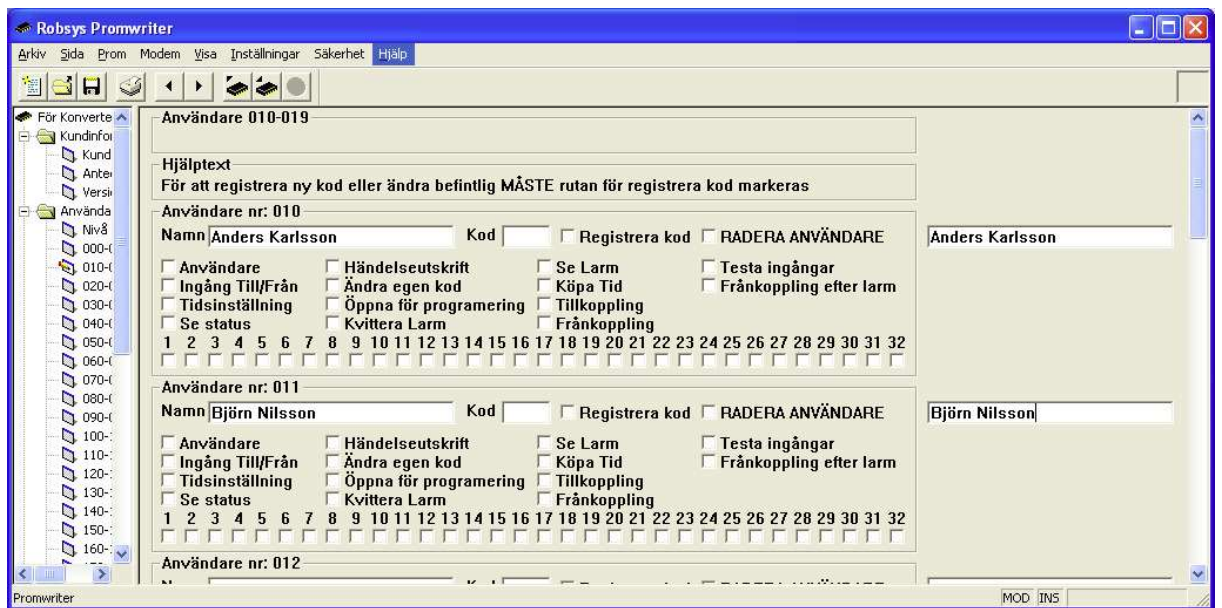 Robsys Promwriter
Arkiv Sida Prom Modem Visa Inställningar Säkerhet Hjälp
För Konverte
Kundinfor
Kund
Ante
Versi
Använda
Nivå
000-0
010-0
020-0
030-0
040-0
050-0
060-0
070-0
080-0
090-0
100-:
110-:
120-:
130-:
140-:
150-:
160-:
Användare 010-019
Hjälptext
För att registrera ny kod eller ändra befintlig MÅSTE rutan för registrera kod markeras
Användare nr: 010
Namn Anders Karlsson Kod Registrera kod RADERA ANVÄNDARE Anders Karlsson
Användare Händelseutskrift Se Larm Testa ingångar
Ingång Till/Från Ändra egen kod Köpa Tid Frånkoppling efter larm
Tidsinställning Öppna för programering Tillkoppling
Se status Kvittera Larm Frånkoppling
1 2 3 4 5 6 7 8 9 10 11 12 13 14 15 16 17 18 19 20 21 22 23 24 25 26 27 28 29 30 31 32
Användare nr: 011
Namn Björn Nilsson Kod Registrera kod RADERA ANVÄNDARE Björn Nilsson
Användare Händelseutskrift Se Larm Testa ingångar
Ingång Till/Från Ändra egen kod Köpa Tid Frånkoppling efter larm
Tidsinställning Öppna för programering Tillkoppling
Se status Kvittera Larm Frånkoppling
1 2 3 4 5 6 7 8 9 10 11 12 13 14 15 16 17 18 19 20 21 22 23 24 25 26 27 28 29 30 31 32
Användare nr: 012
Promwriter MOD INS